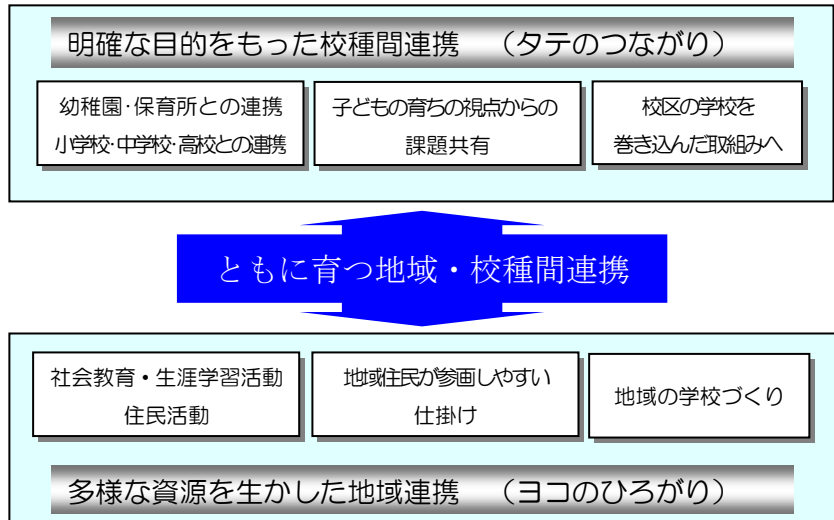 明確な目的をもった校種間連携　（タテのつながり）
幼稚園・保育所との連携
小学校・中学校・高校との連携
子どもの育ちの視点からの
課題共有
校区の学校を
巻き込んだ取組みへ
ともに育つ地域・校種間連携
社会教育・生涯学習活動
住民活動
地域住民が参画しやすい
仕掛け
地域の学校づくり
多様な資源を生かした地域連携　（ヨコのひろがり）